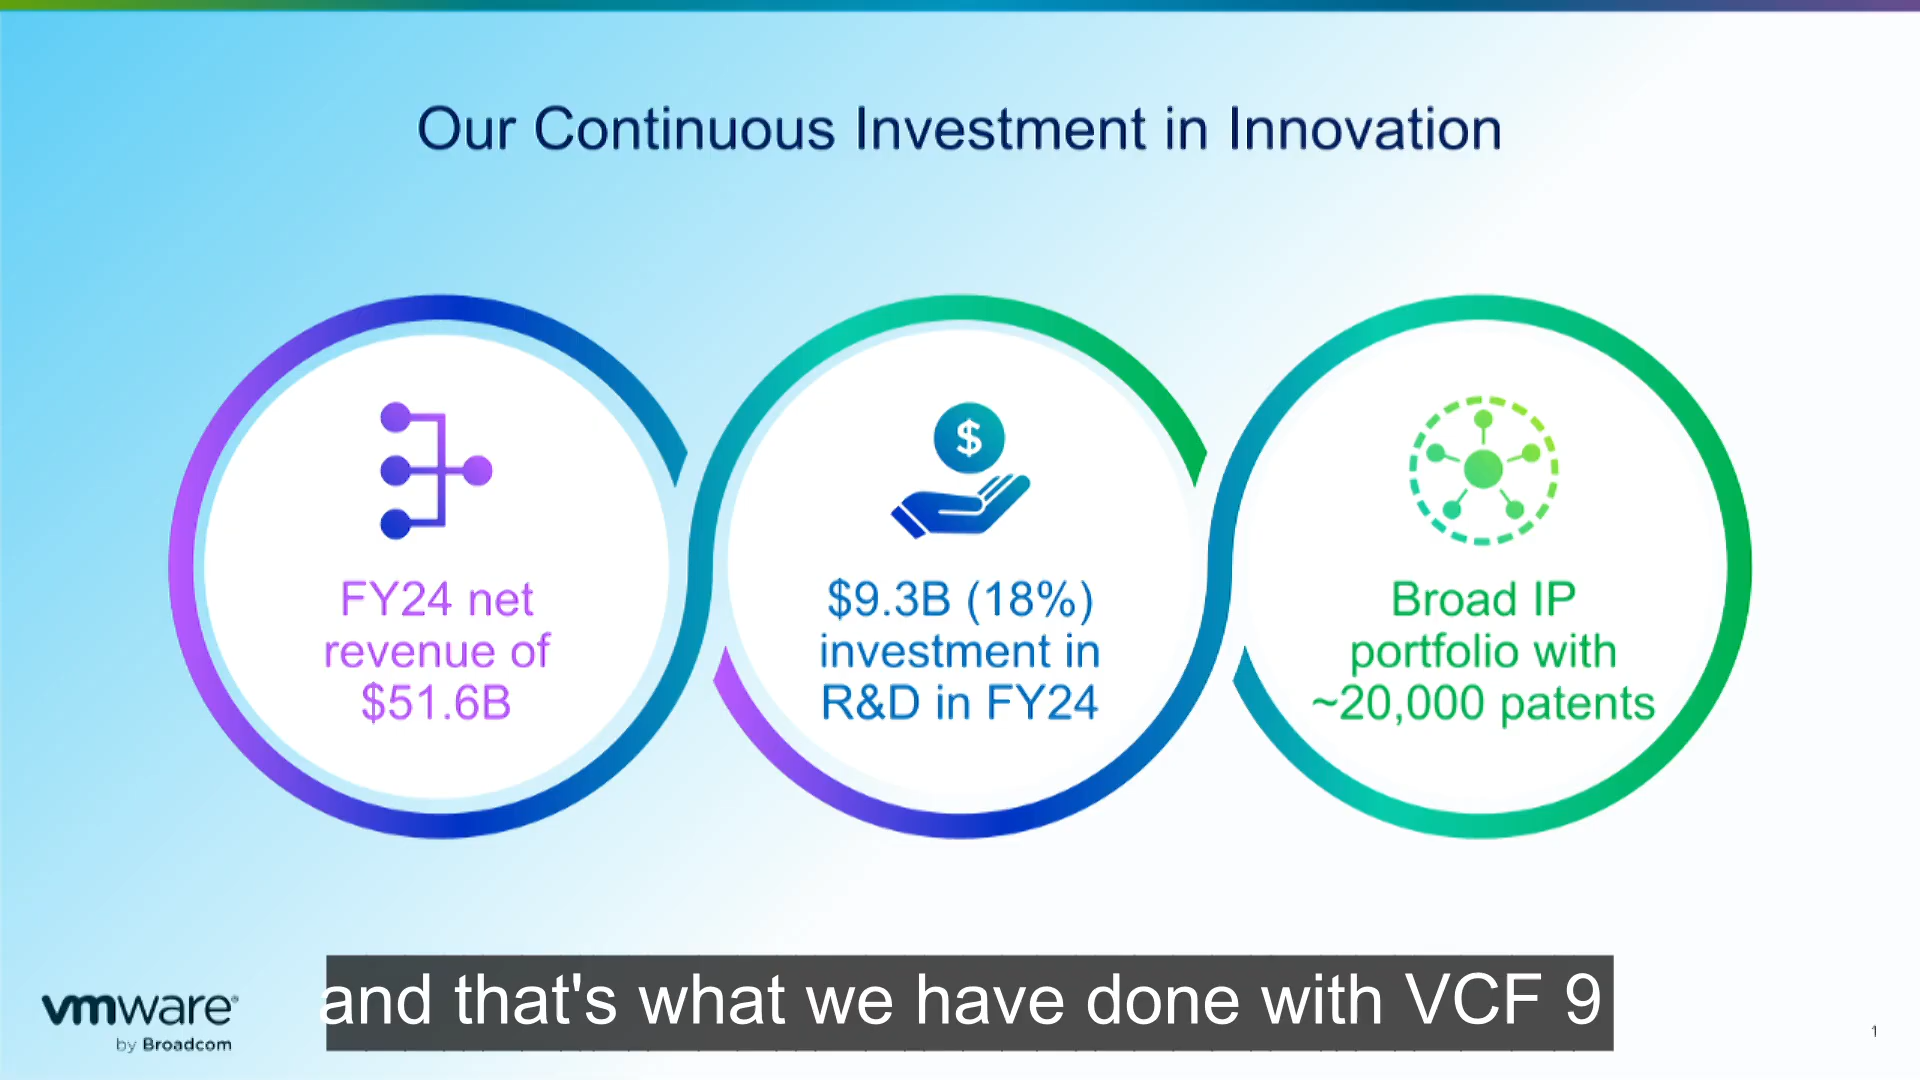 Our Continuous Investment in Innovation
$
FY24 net
revenue of
$51.6B
$9.3B (18%)
investment in
R&D in FY24
Broad IP
portfolio with
~20,000 patents
and that's what we have done with VCF 9
vmware®
by Broadcom
1